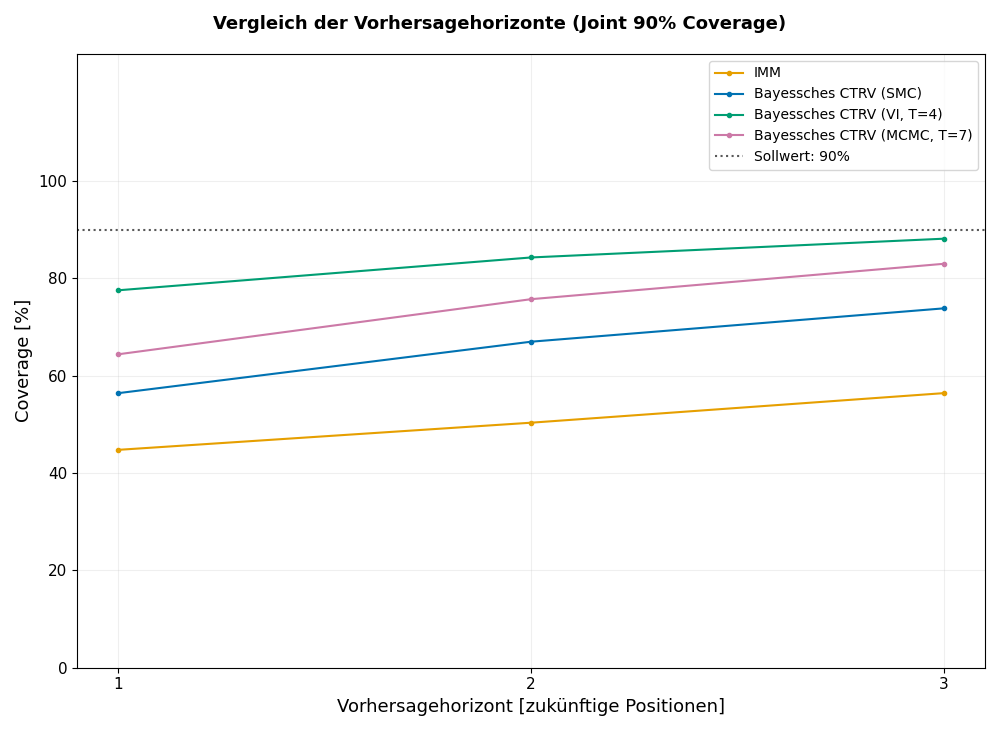 Vergleich der Vorhersagehorizonte (Joint 90% Coverage)
IMM
Bayessches CTRV (SMC)
Bayessches CTRV (VI, T=4)
Bayessches CTRV (MCMC, T=7)
Sollwert: 90%
Coverage [%]
100
80
60
40
20
0
1
2
3
Vorhersagehorizont [zukünftige Positionen]